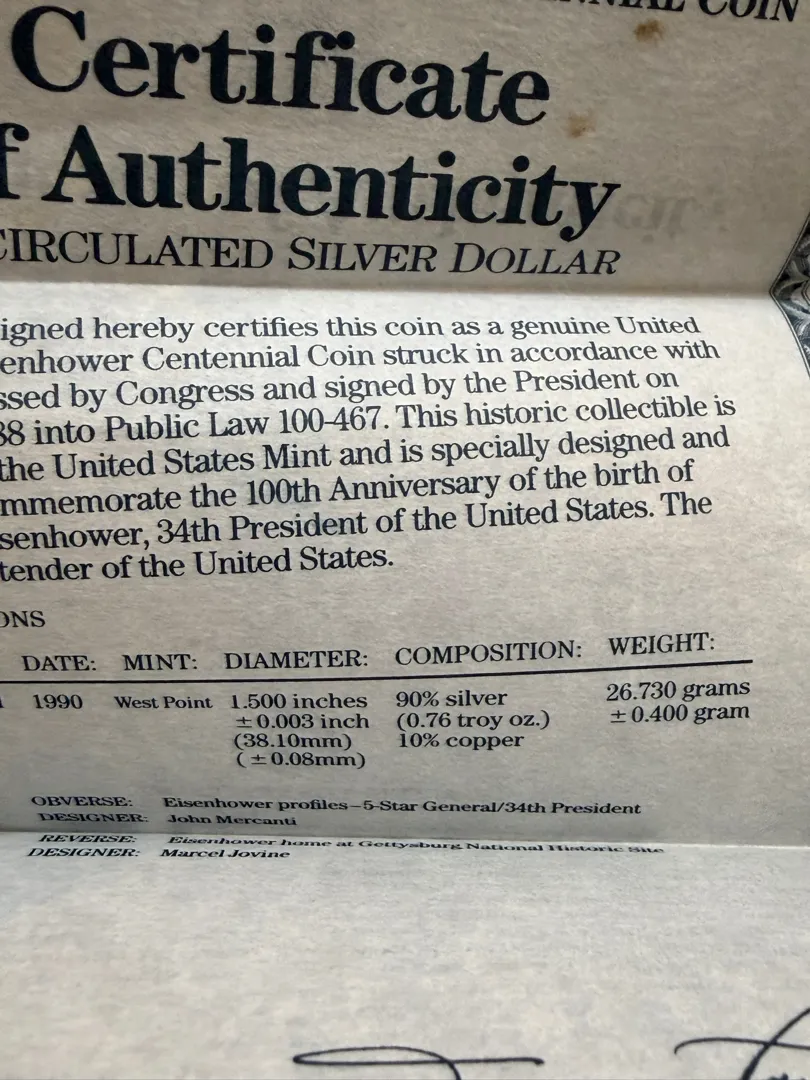 COIN
Certificate
f Authenticity
CIRCULATED SILVER DOLLAR
igned hereby certifies this coin as a genuine United
enhower Centennial Coin struck in accordance with
ssed by Congress and signed by the President on
88 into Public Law 100-467. This historic collectible is
the United States Mint and is specially designed and
mmemorate the 100th Anniversary of the birth of
senhower, 34th President of the United States. The
tender of the United States.
ONS
DATE: MINT: DIAMETER: COMPOSITION: WEIGHT:
1990 West Point 1.500 inches 90% silver 26.730 grams
±0.003 inch (0.76 troy oz.) ±0.400 gram
(38.10mm) 10% copper
(±0.08mm)
OBVERSE: Eisenhower profiles–5-Star General/34th President
DESIGNER: John Mercanti
REVERSE: Eisenhower home at Gettysburg National Historic Site
DESIGNER: Marcel Jovine